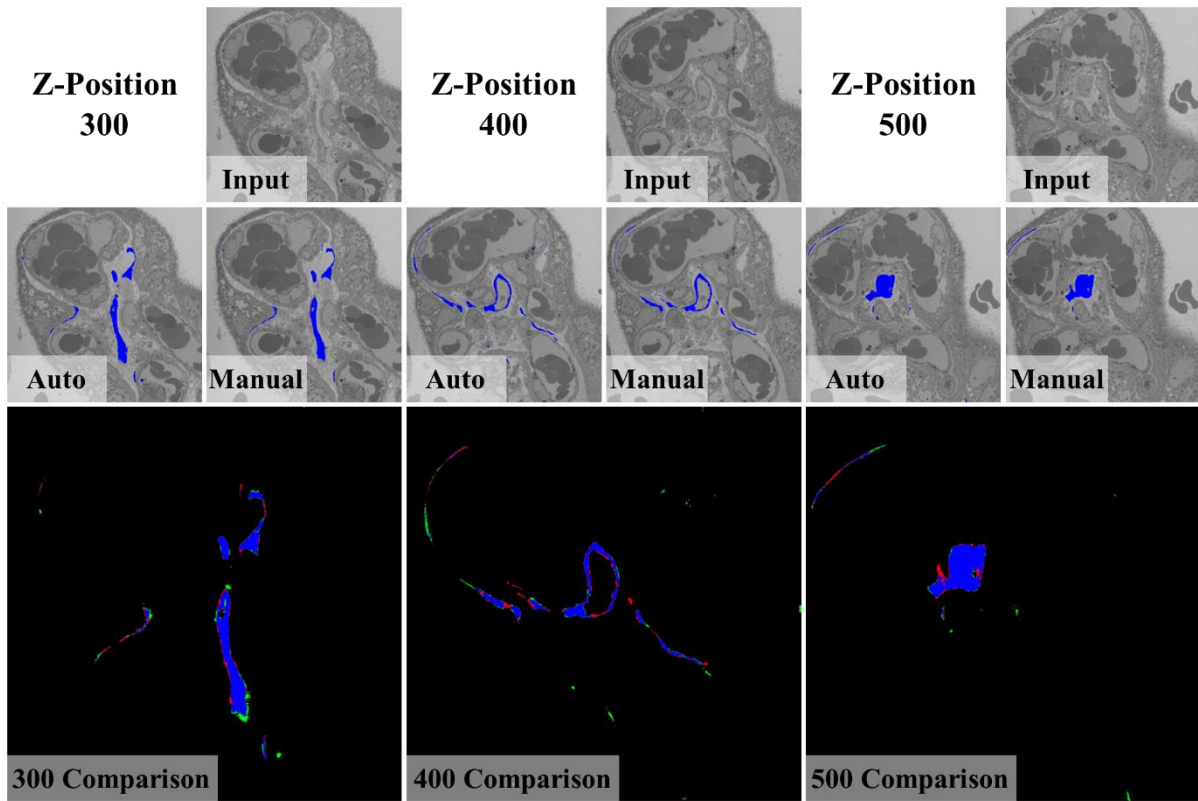 Z-Position
300
Input
Z-Position
400
Input
Z-Position
500
Input
Auto
Manual
Auto
Manual
Auto
Manual
300 Comparison
400 Comparison
500 Comparison